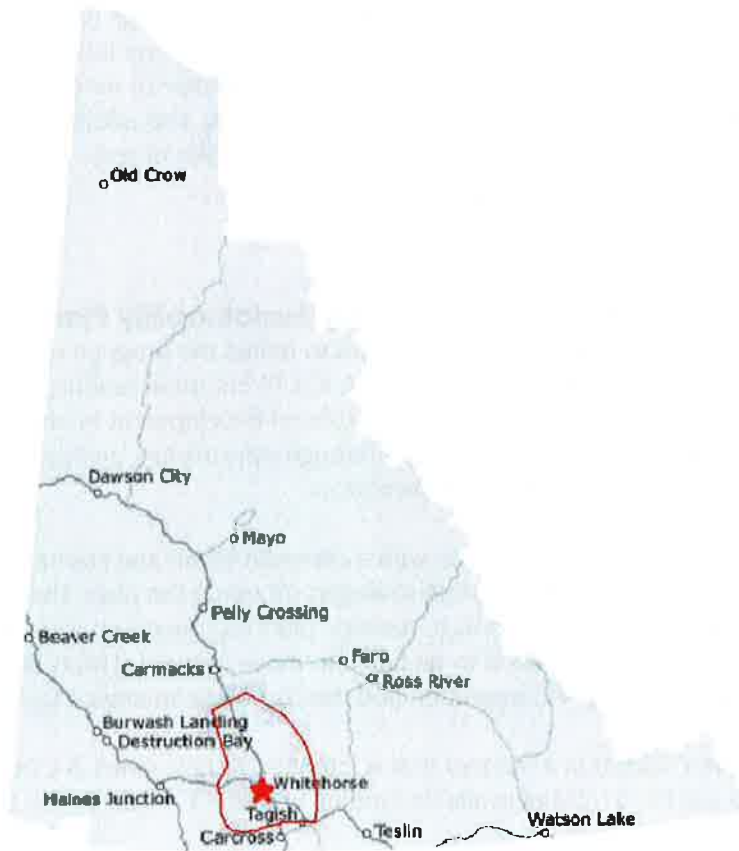 Old Crow
Dawson City
Mayo
Pelly Crossing
Beaver Creek
Faro
Carmacks
Ross River
Burwash Landing
Destruction Bay
Whitehorse
Haines Junction
Tagish
Teslin
Watson Lake
Carcross